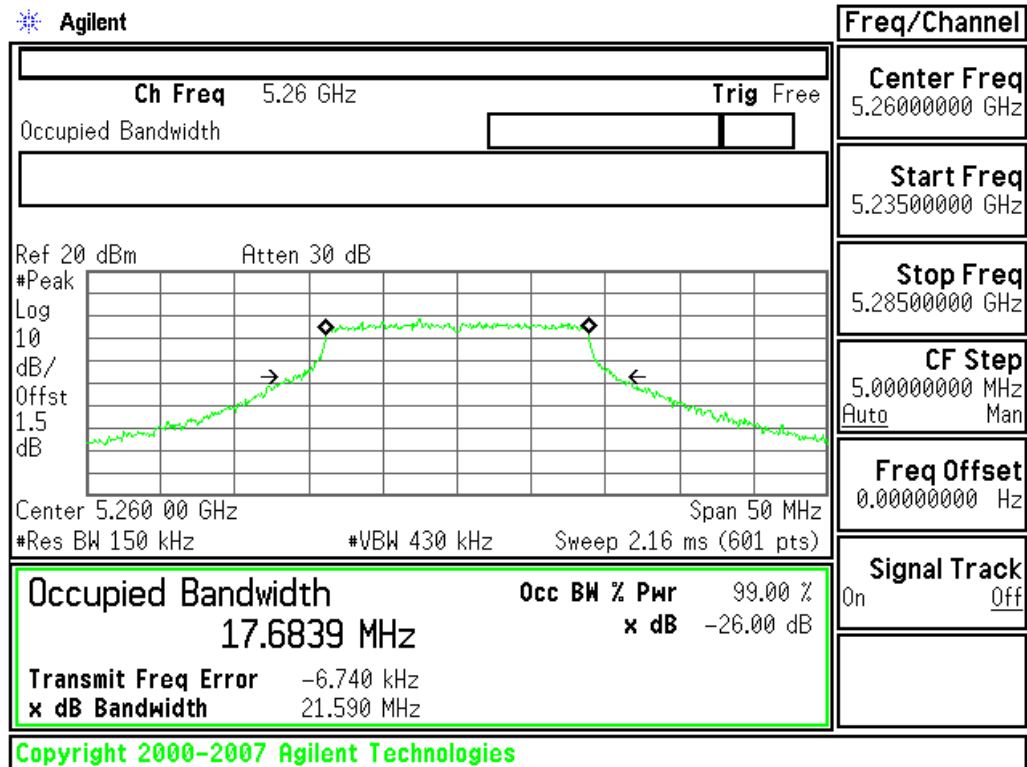 Agilent
Freq/Channel
Ch Freq 5.26 GHz Trig Free
Occupied Bandwidth
Center Freq
5.26000000 GHz
Start Freq
5.23500000 GHz
Stop Freq
5.28500000 GHz
CF Step
5.00000000 MHz
Auto Man
Freq Offset
0.00000000 Hz
Signal Track
On Off
Ref 20 dBm Atten 30 dB
#Peak
Log
10
dB/
Offst
1.5
dB
Center 5.260 00 GHz Span 50 MHz
#Res BW 150 kHz #VBW 430 kHz Sweep 2.16 ms (601 pts)
Occupied Bandwidth
17.6839 MHz
Occ BW % Pwr 99.00 %
x dB -26.00 dB
Transmit Freq Error -6.740 kHz
x dB Bandwidth 21.590 MHz
Copyright 2000-2007 Agilent Technologies